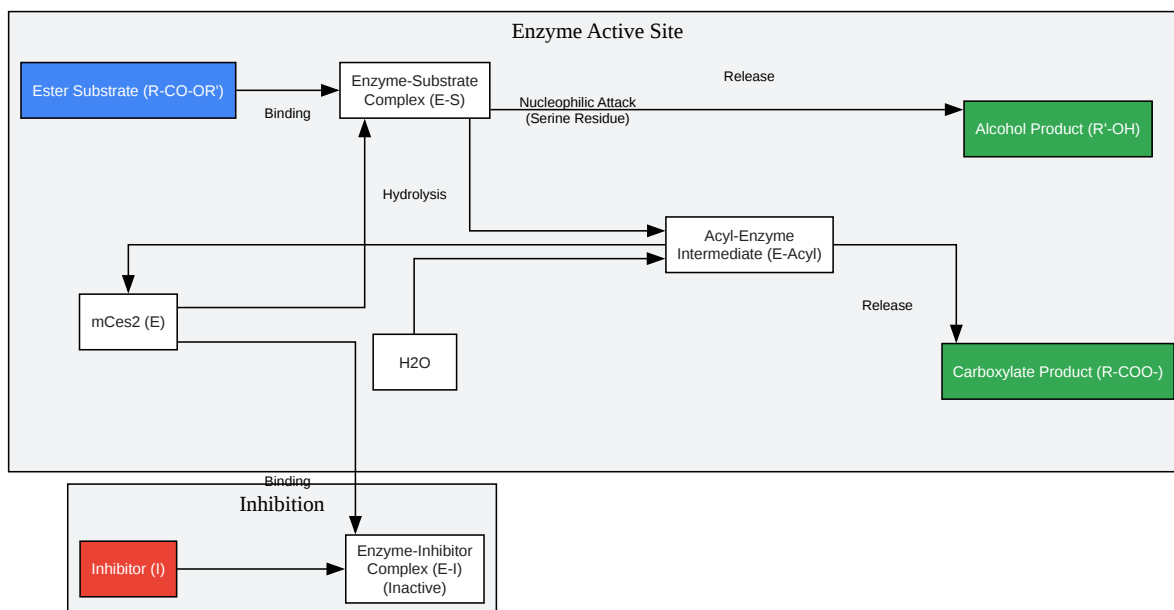 Enzyme Active Site
Ester Substrate (R-CO-OR')
Binding
Enzyme-Substrate
Complex (E-S)
Release
Nucleophilic Attack
(Serine Residue)
Alcohol Product (R'-OH)
Hydrolysis
Acyl-Enzyme
Intermediate (E-Acyl)
mCes2 (E)
H2O
Release
Carboxylate Product (R-COO-)
Binding
Inhibition
Inhibitor (I)
Enzyme-Inhibitor
Complex (E-I)
(Inactive)